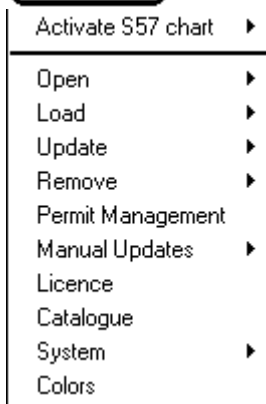 Activate S57 chart
Open
Load
Update
Remove
Permit Management
Manual Updates
Licence
Catalogue
System
Colors